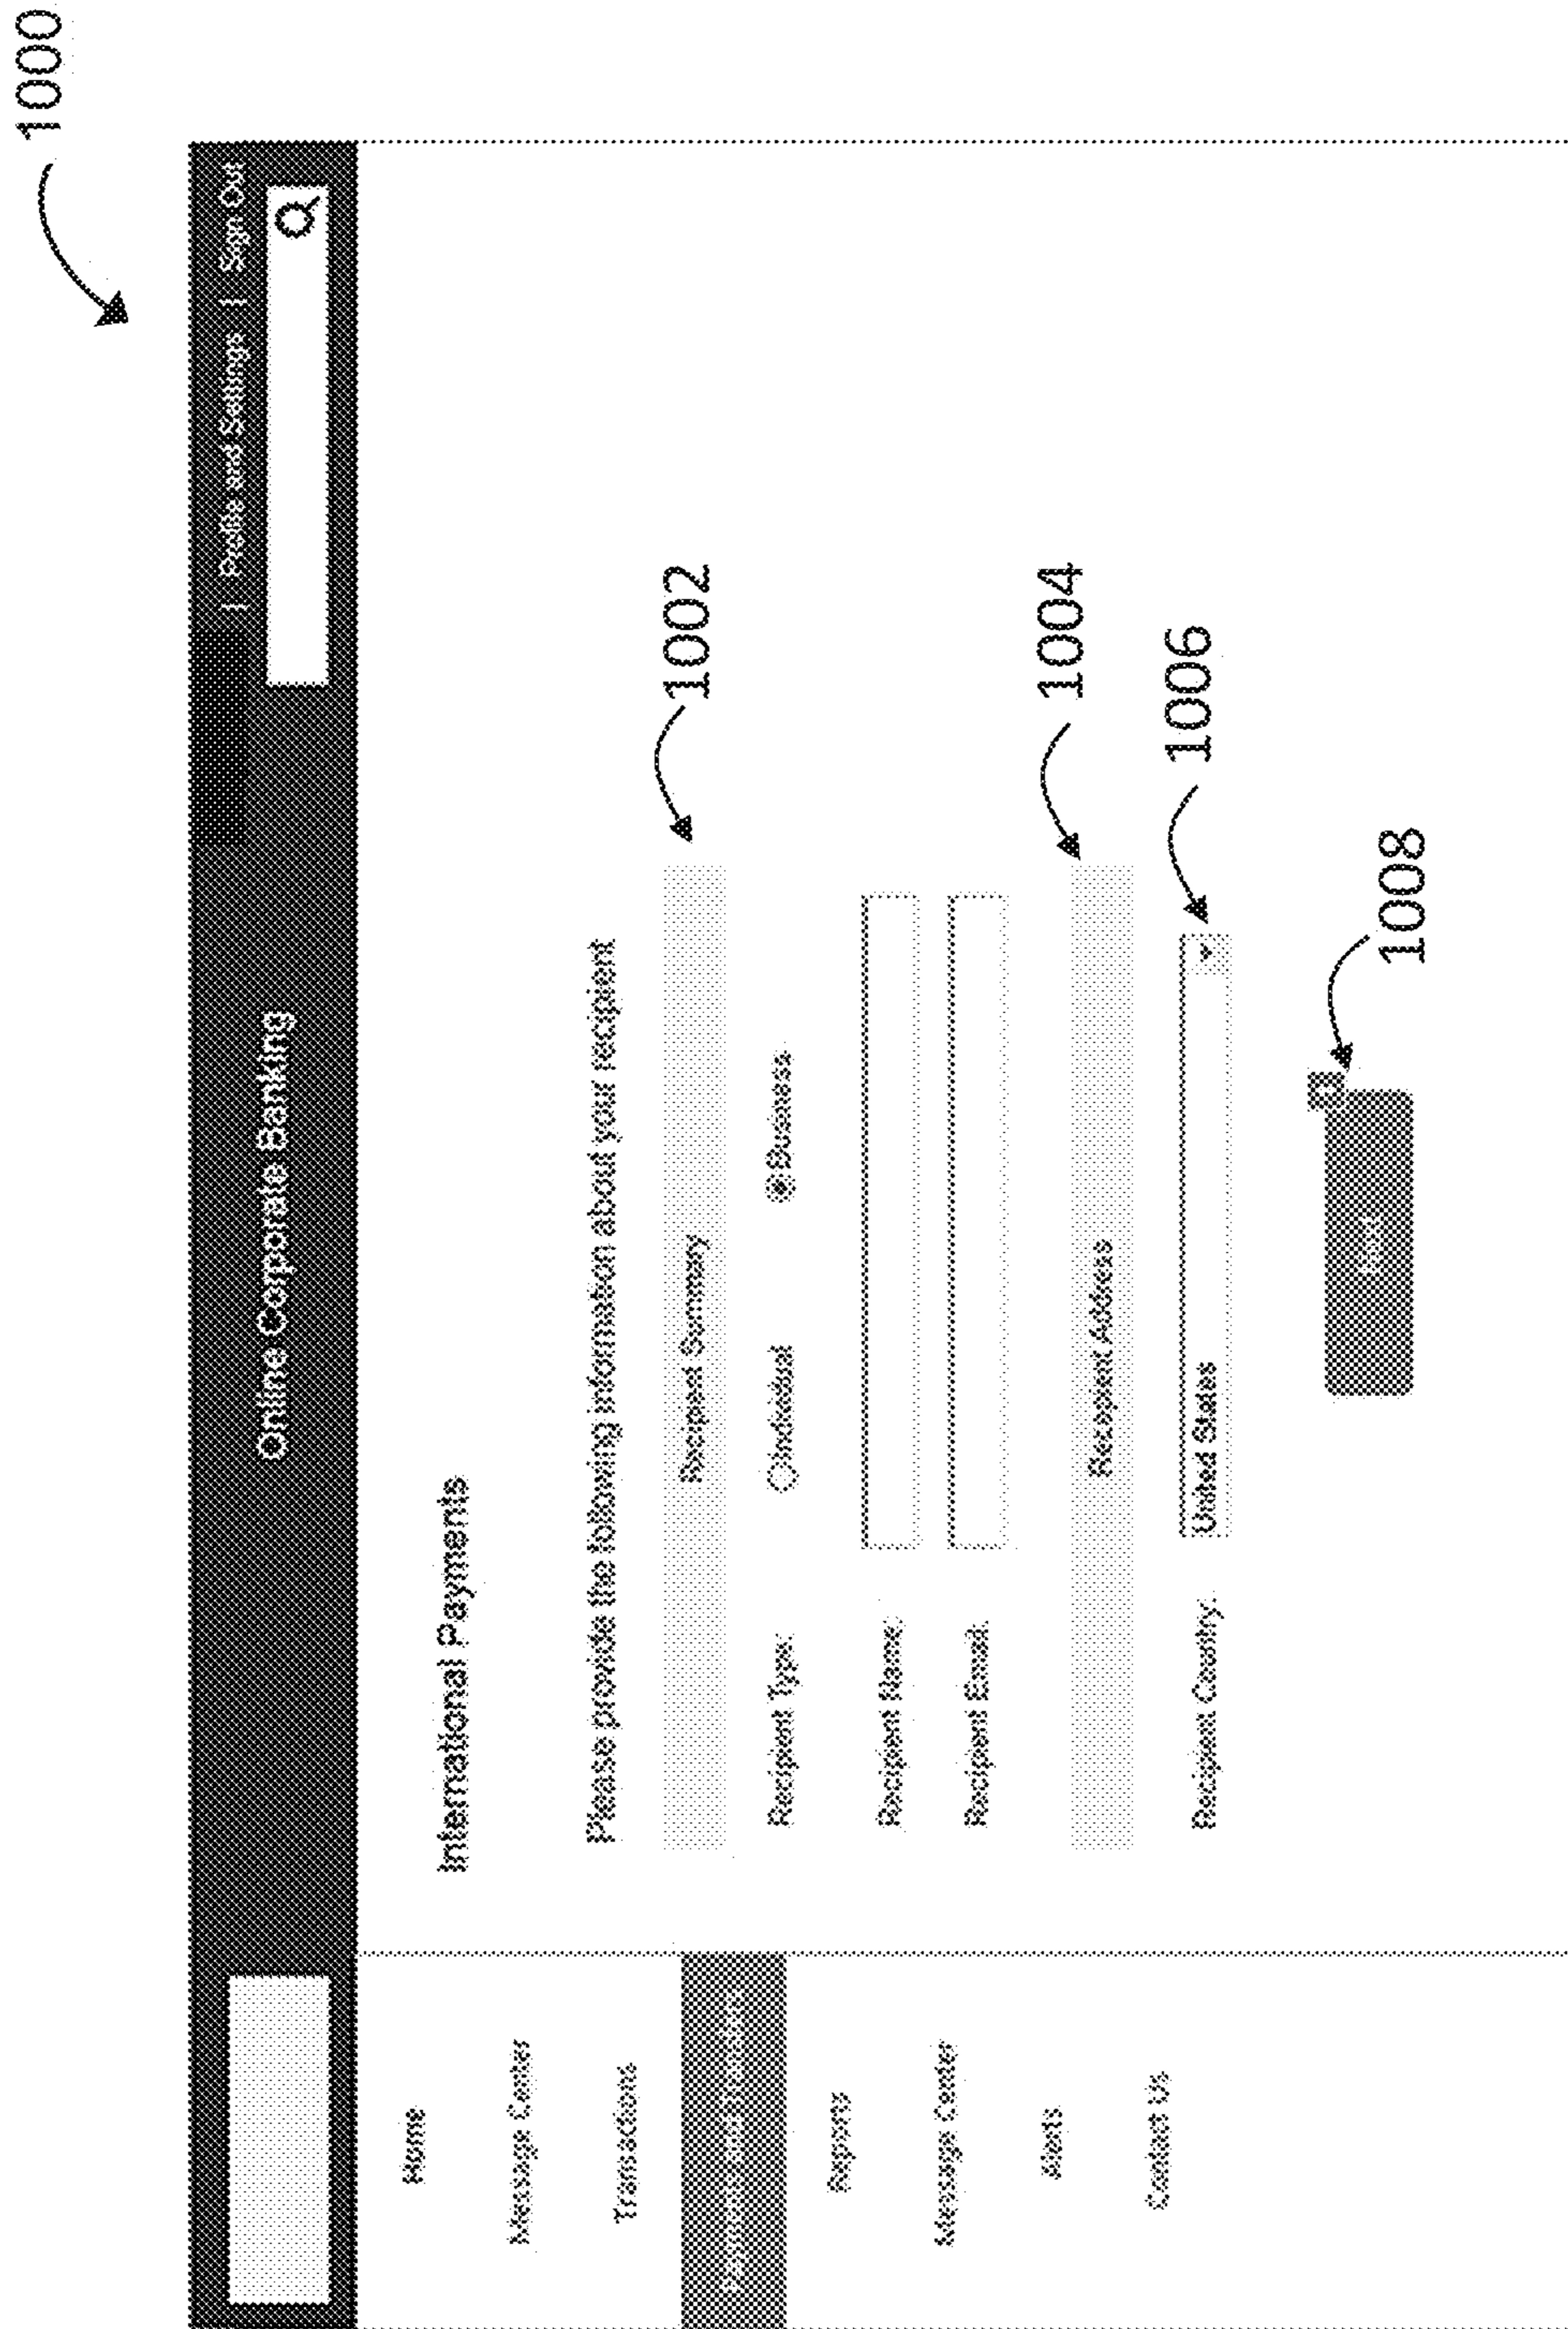 1000
| Profile and Settings | Sign Out
Online Corporate Banking
Home
Message Center
Transactions
Reports
Message Center
Alerts
Contact Us
International Payments
Please provide the following information about your recipient
Recipient Summary
1002
Recipient Type: Individual Business
Recipient Name:
Recipient Email:
Recipient Address
1004
Recipient Country: United States
1006
1008